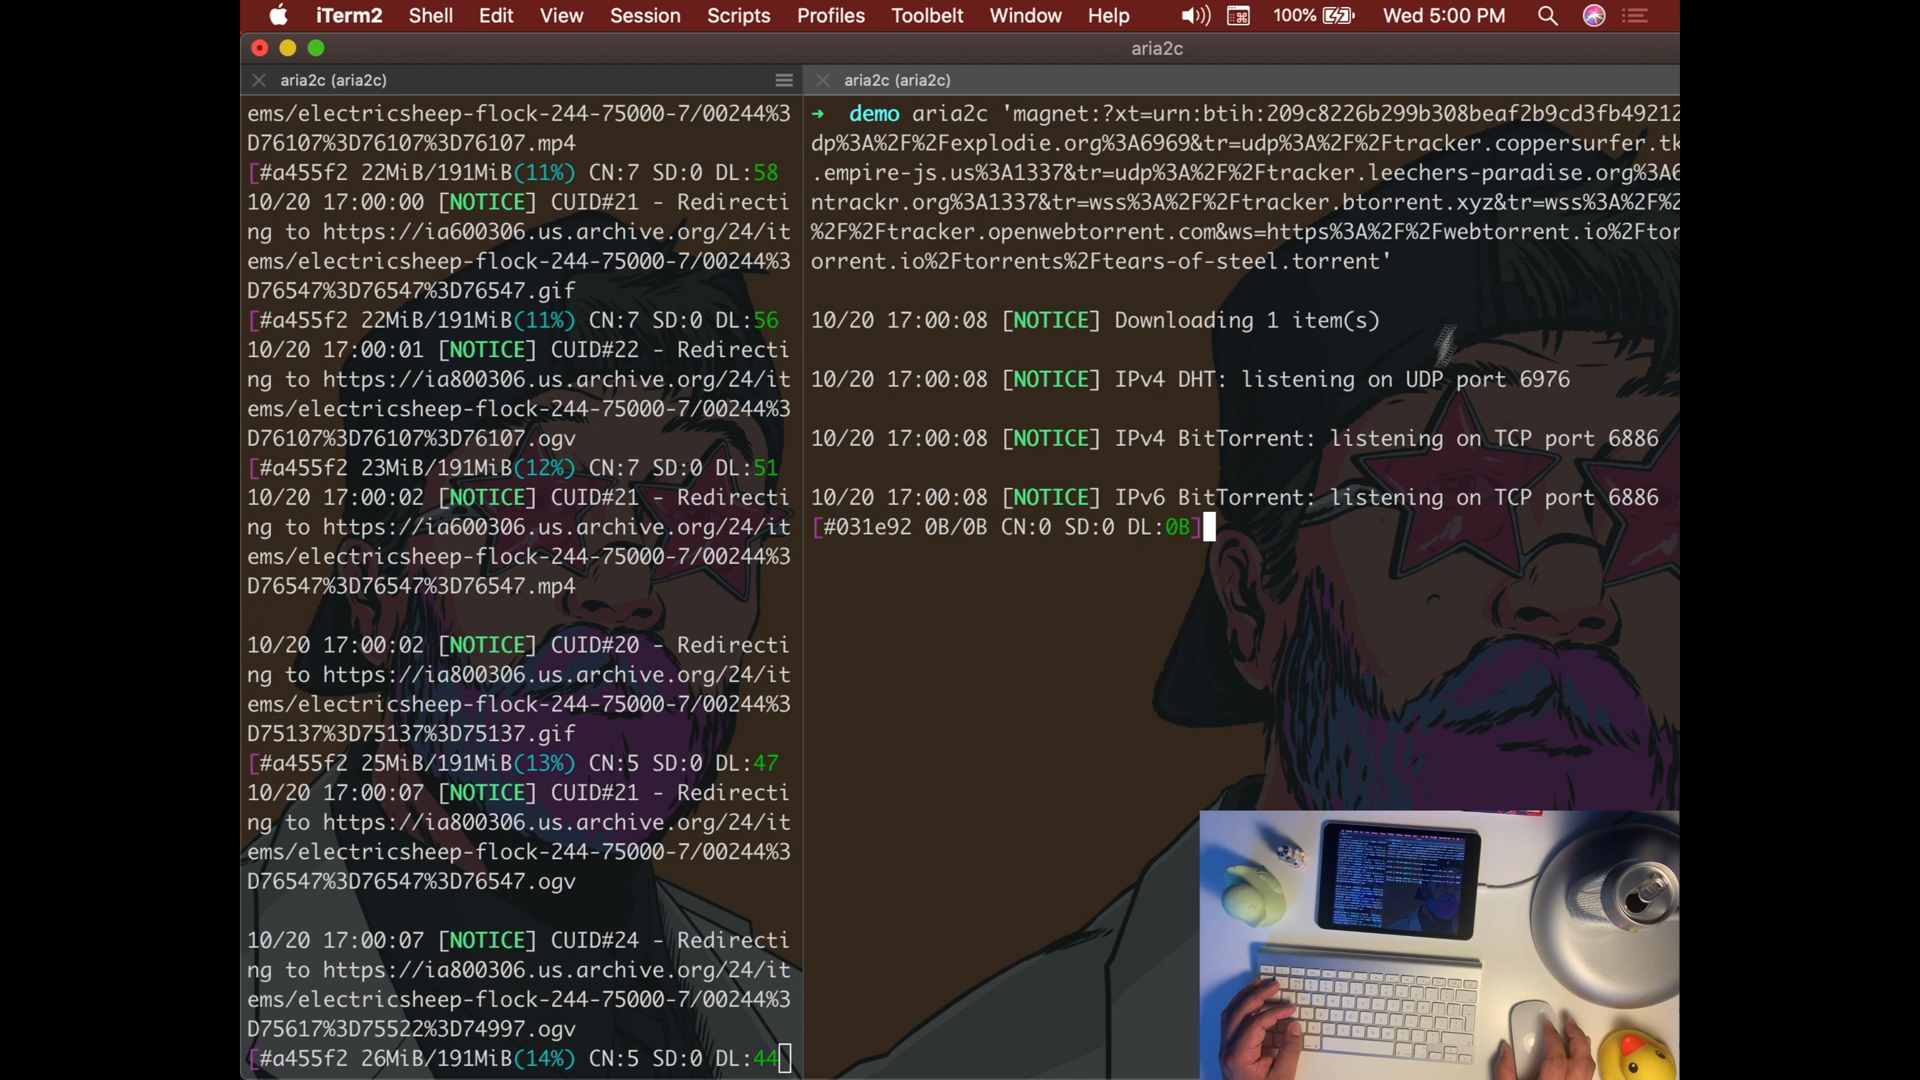 iTerm2 Shell Edit View Session Scripts Profiles Toolbelt Window Help 100% Wed 5:00 PM
aria2c
aria2c (aria2c)
ems/electricsheep-flock-244-75000-7/00244%3
D76107%3D76107%3D76107.mp4
[#a455f2 22MiB/191MiB(11%) CN:7 SD:0 DL:58
10/20 17:00:00 [NOTICE] CUID#21 - Redirecti
ng to https://ia600306.us.archive.org/24/it
ems/electricsheep-flock-244-75000-7/00244%3
D76547%3D76547%3D76547.gif
[#a455f2 22MiB/191MiB(11%) CN:7 SD:0 DL:56
10/20 17:00:01 [NOTICE] CUID#22 - Redirecti
ng to https://ia800306.us.archive.org/24/it
ems/electricsheep-flock-244-75000-7/00244%3
D76107%3D76107%3D76107.ogv
[#a455f2 23MiB/191MiB(12%) CN:7 SD:0 DL:51
10/20 17:00:02 [NOTICE] CUID#21 - Redirecti
ng to https://ia600306.us.archive.org/24/it
ems/electricsheep-flock-244-75000-7/00244%3
D76547%3D76547%3D76547.mp4
10/20 17:00:02 [NOTICE] CUID#20 - Redirecti
ng to https://ia800306.us.archive.org/24/it
ems/electricsheep-flock-244-75000-7/00244%3
D75137%3D75137%3D75137.gif
[#a455f2 25MiB/191MiB(13%) CN:5 SD:0 DL:47
10/20 17:00:07 [NOTICE] CUID#21 - Redirecti
ng to https://ia800306.us.archive.org/24/it
ems/electricsheep-flock-244-75000-7/00244%3
D76547%3D76547%3D76547.ogv
10/20 17:00:07 [NOTICE] CUID#24 - Redirecti
ng to https://ia800306.us.archive.org/24/it
ems/electricsheep-flock-244-75000-7/00244%3
D75617%3D75522%3D74997.ogv
[#a455f2 26MiB/191MiB(14%) CN:5 SD:0 DL:44
aria2c (aria2c)
➜ demo aria2c 'magnet:?xt=urn:btih:209c8226b299b308beaf2b9cd3fb49212
dp%3A%2F%2Fexplodie.org%3A6969&tr=udp%3A%2F%2Ftracker.coppersurfer.tk
.empire-js.us%3A1337&tr=udp%3A%2F%2Ftracker.leechers-paradise.org%3A6
ntrackr.org%3A1337&tr=wss%3A%2F%2Ftracker.btorrent.xyz&tr=wss%3A%2F%2
%2F%2Ftracker.openwebtorrent.com&ws=https%3A%2F%2Fwebtorrent.io%2Ftor
orrent.io%2Ftorrents%2Ftears-of-steel.torrent'
10/20 17:00:08 [NOTICE] Downloading 1 item(s)
10/20 17:00:08 [NOTICE] IPv4 DHT: listening on UDP port 6976
10/20 17:00:08 [NOTICE] IPv4 BitTorrent: listening on TCP port 6886
10/20 17:00:08 [NOTICE] IPv6 BitTorrent: listening on TCP port 6886
[#031e92 0B/0B CN:0 SD:0 DL:0B]